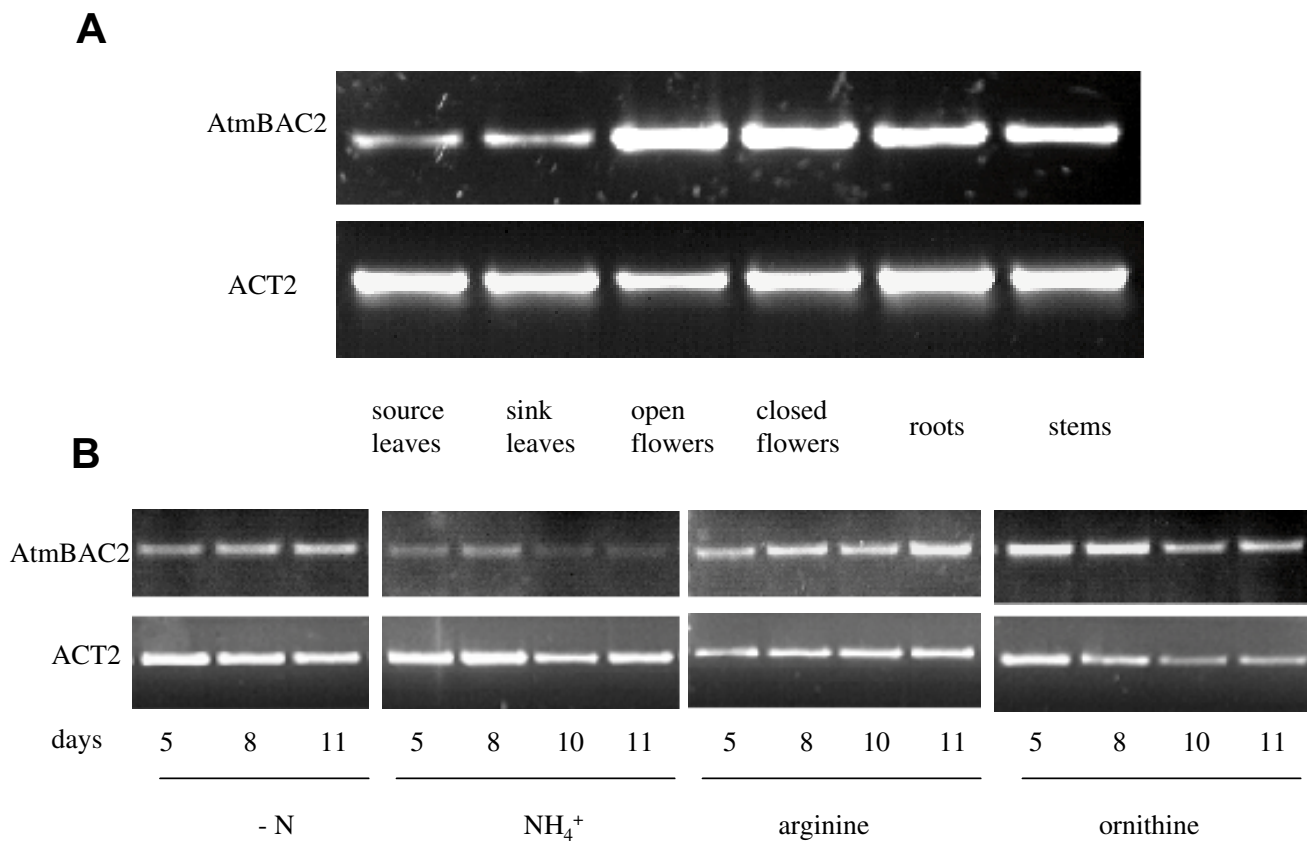 A
AtmBAC2
ACT2
source leaves
sink leaves
open flowers
closed flowers
roots
stems
B
AtmBAC2
ACT2
days 5 8 11 5 8 10 11 5 8 10 11 5 8 10 11
- N NH₄⁺ arginine ornithine